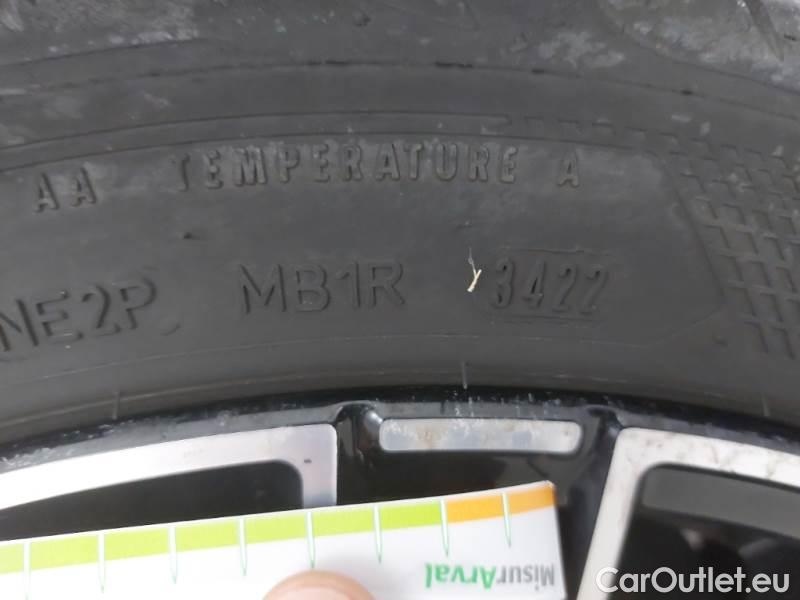 AA TEMPERATURE A
NE2P MB1R 3422
MisurArval
CarOutlet.eu